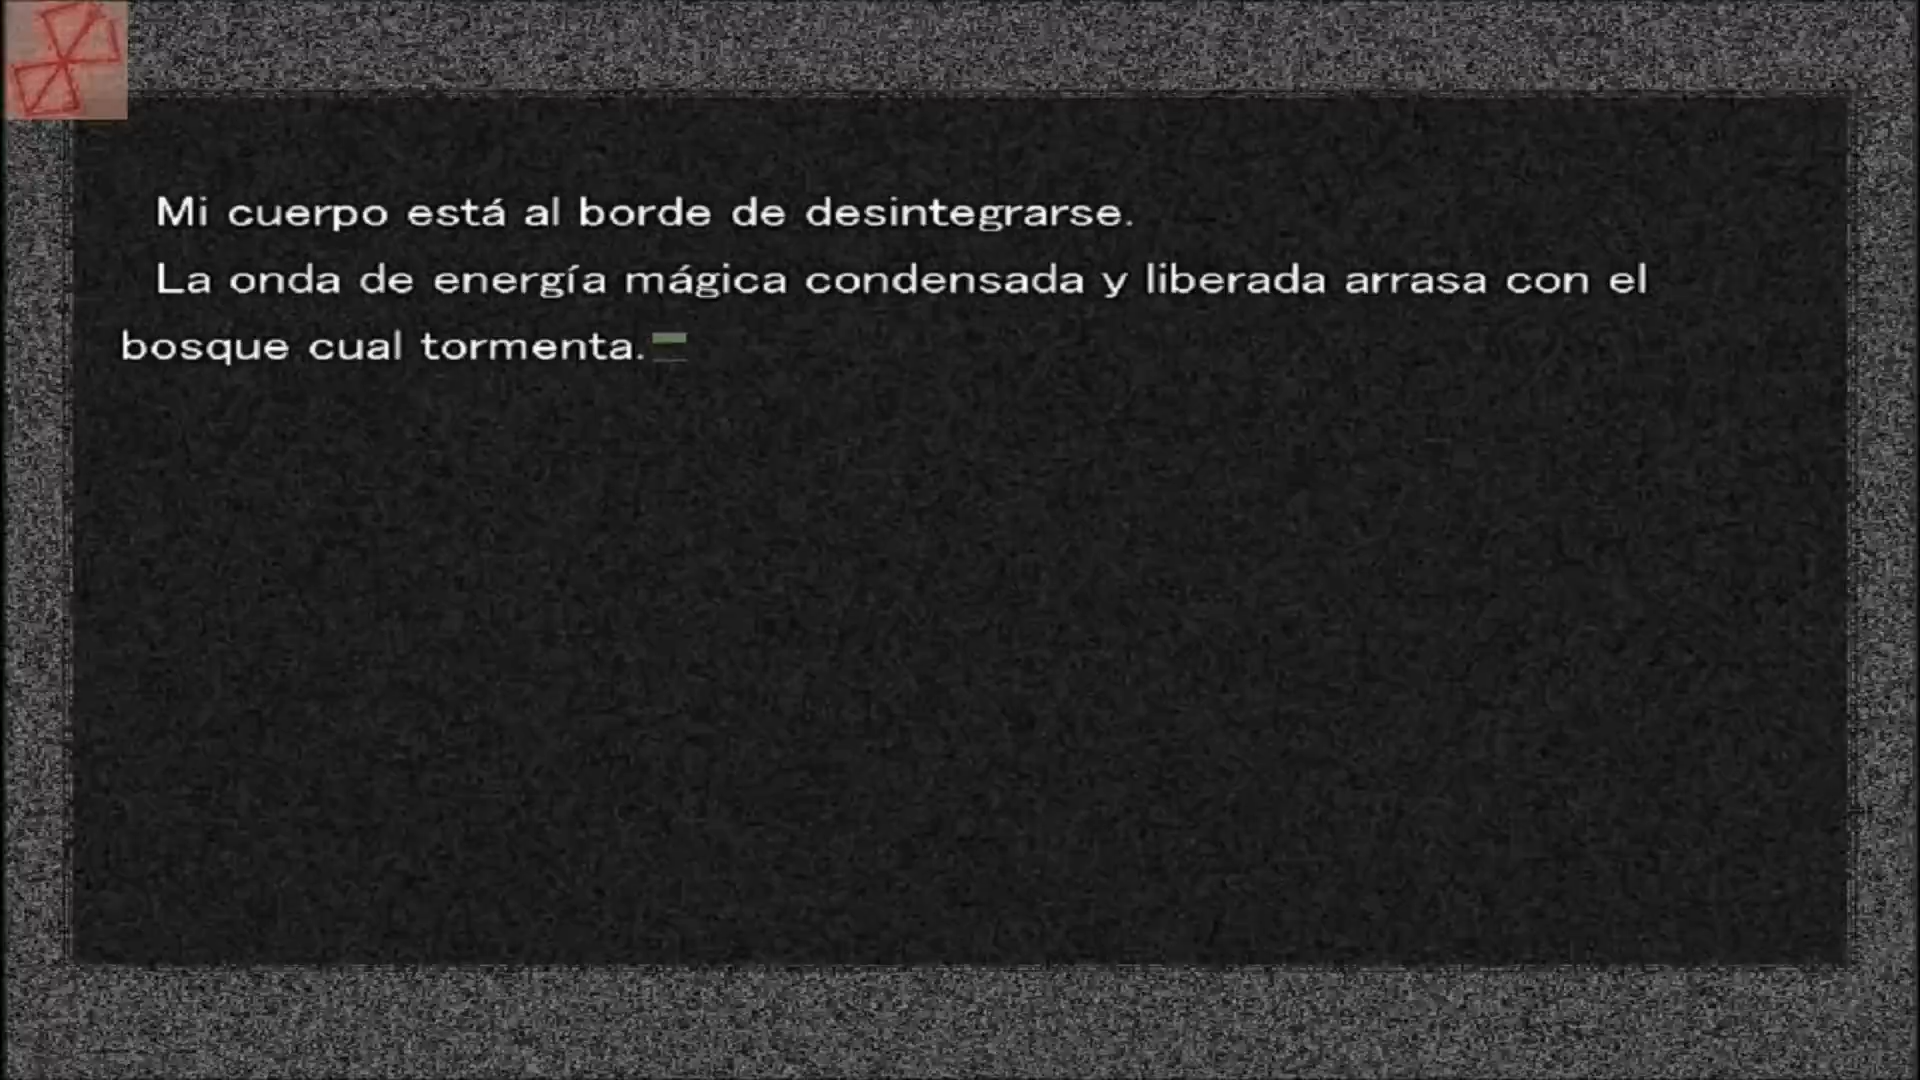 Mi cuerpo está al borde de desintegrarse.
La onda de energía mágica condensada y liberada arrasa con el
bosque cual tormenta.